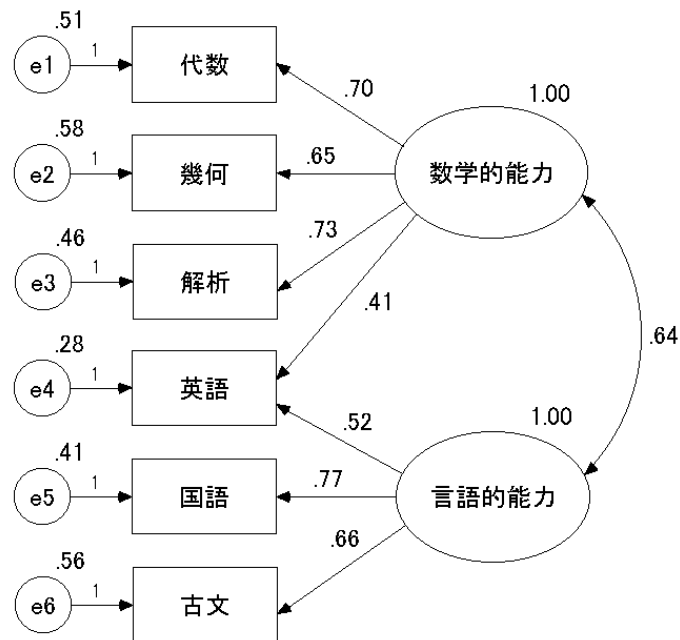 .51
e1
1
代数
.70
1.00
.58
e2
1
幾何
.65
数学的能力
.46
e3
1
解析
.73
.41
.28
e4
1
英語
.64
.52
1.00
.41
e5
1
国語
.77
言語的能力
.66
.56
e6
1
古文